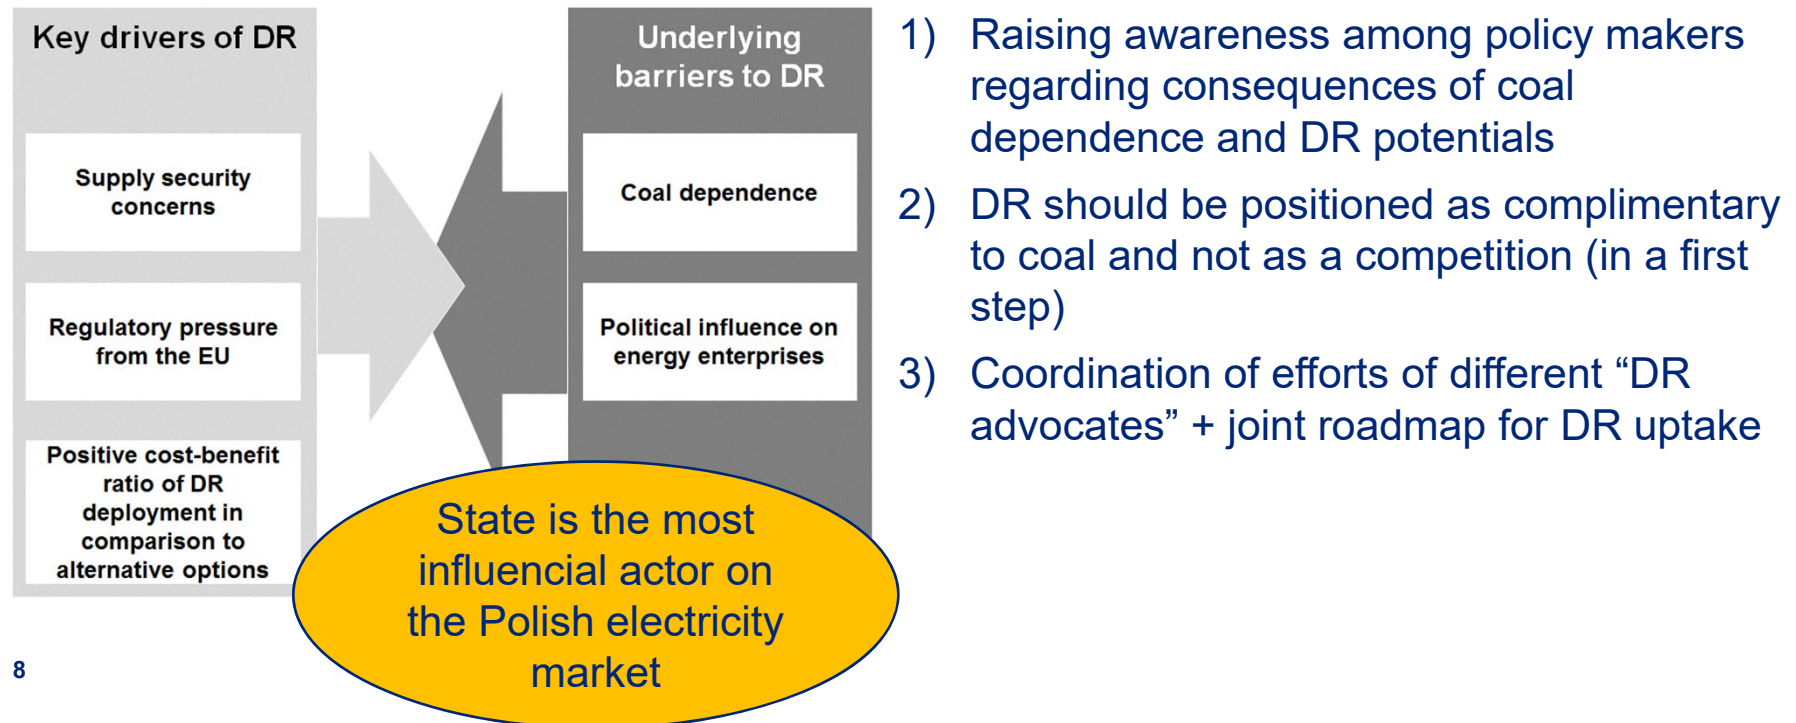 Key drivers of DR
Supply security
concerns
Regulatory pressure
from the EU
Positive cost-benefit
ratio of DR
deployment in
comparison to
alternative options
Underlying
barriers to DR
Coal dependence
Political influence on
energy enterprises
State is the most
influencial actor on
the Polish electricity
market
1) Raising awareness among policy makers
regarding consequences of coal
dependence and DR potentials
2) DR should be positioned as complimentary
to coal and not as a competition (in a first
step)
3) Coordination of efforts of different “DR
advocates” + joint roadmap for DR uptake
8